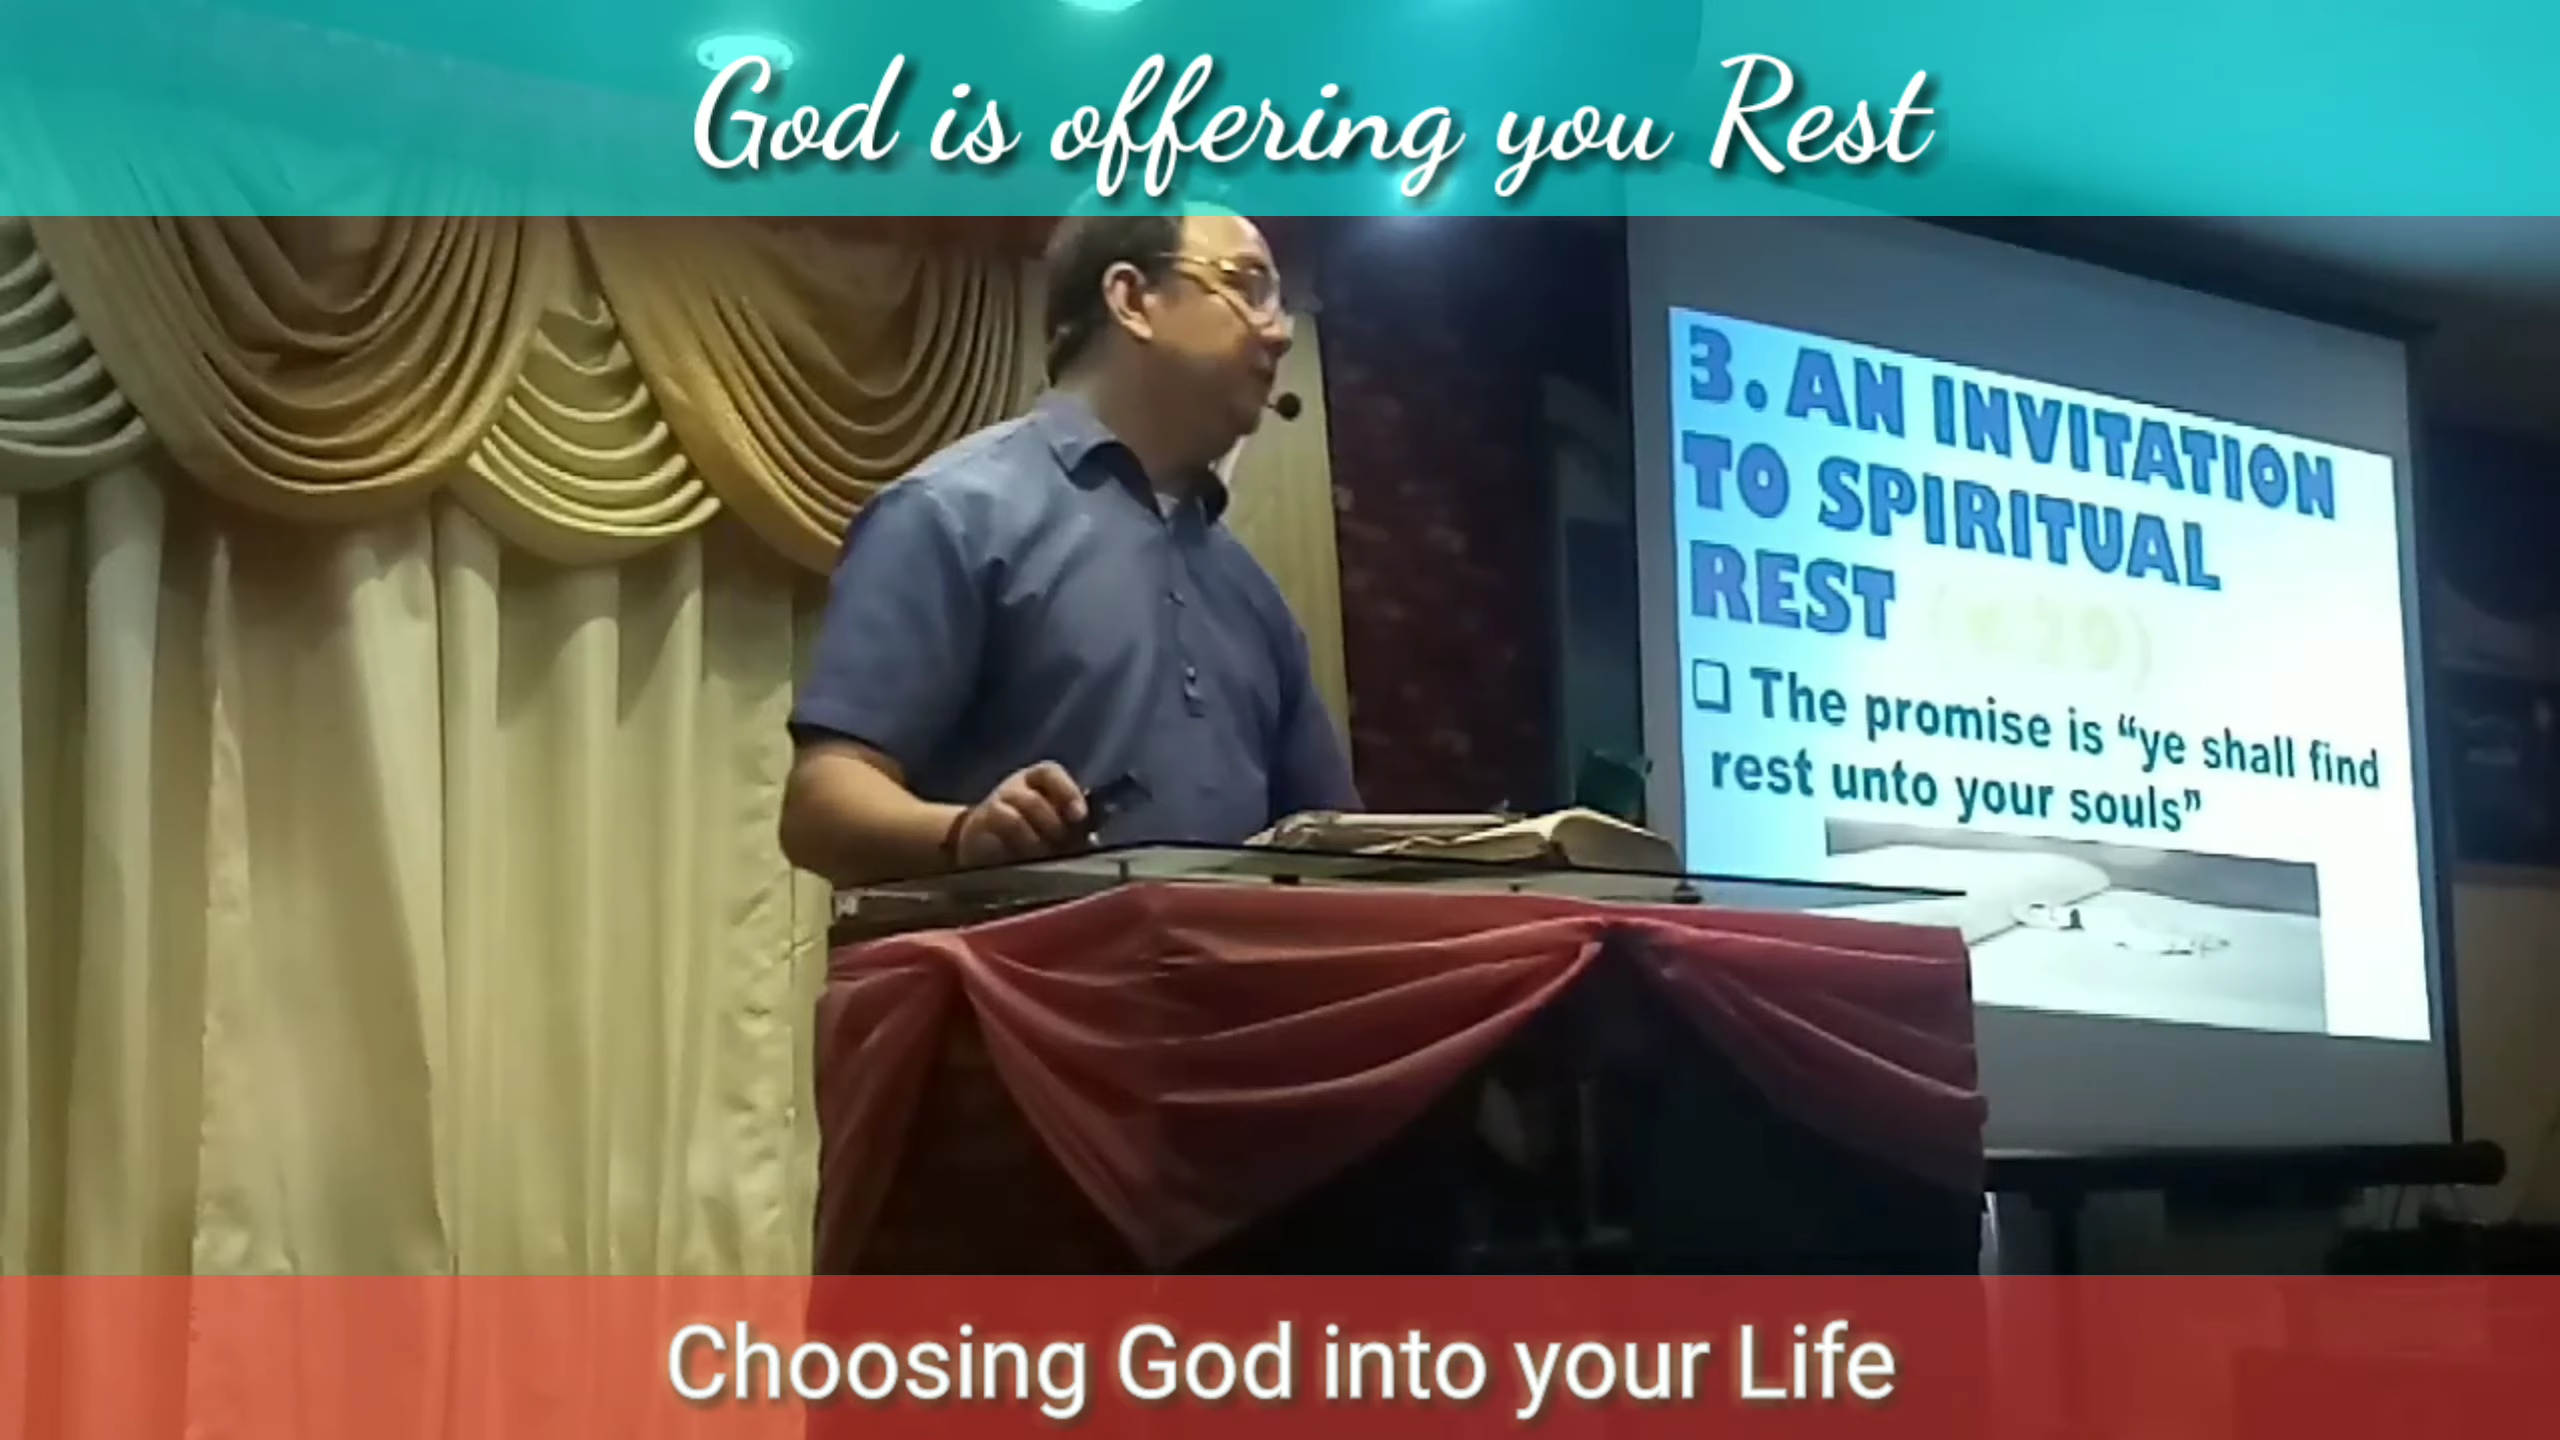 God is offering you Rest
3. AN INVITATION
TO SPIRITUAL
REST (v.29)
❑ The promise is “ye shall find
rest unto your souls”
Choosing God into your Life